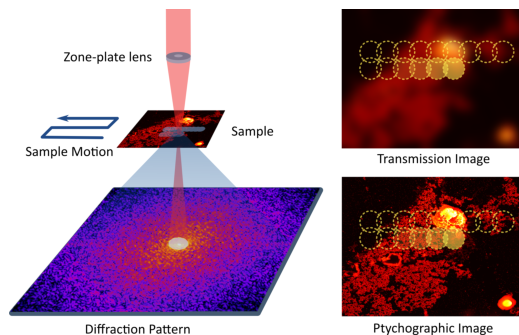 Zone-plate lens
Sample
Sample Motion
Diffraction Pattern
Transmission Image
Ptychographic Image